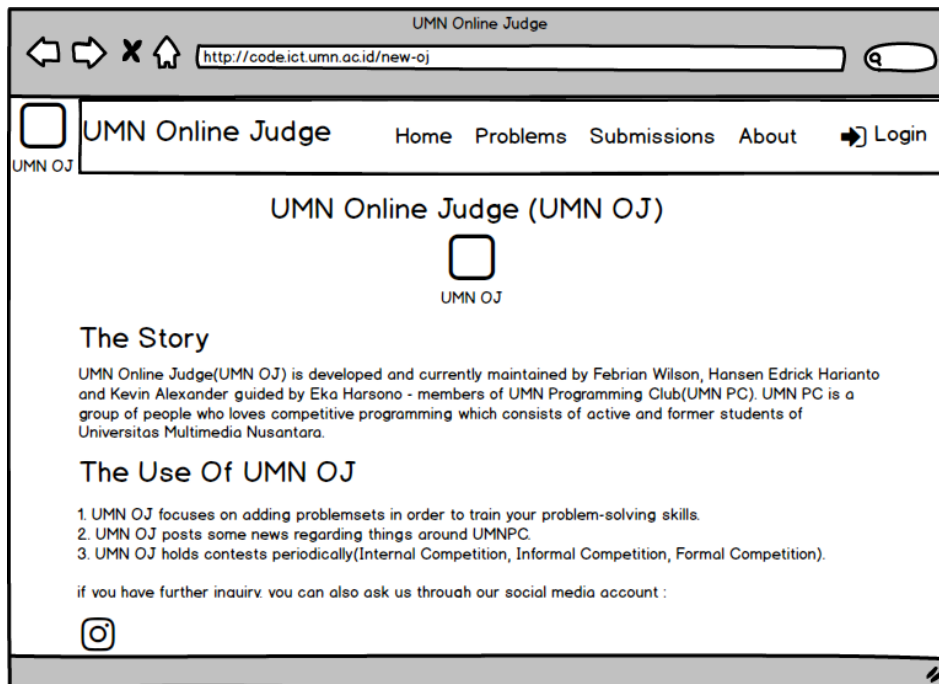 UMN Online Judge
http://code.ict.umn.ac.id/new-oj
UMN Online Judge Home Problems Submissions About Login
UMN OJ
UMN Online Judge (UMN OJ)
UMN OJ
The Story
UMN Online Judge(UMN OJ) is developed and currently maintained by Febrian Wilson, Hansen Edrick Harianto
and Kevin Alexander guided by Eka Harsono - members of UMN Programming Club(UMN PC). UMN PC is a
group of people who loves competitive programming which consists of active and former students of
Universitas Multimedia Nusantara.
The Use Of UMN OJ
1. UMN OJ focuses on adding problemsets in order to train your problem-solving skills.
2. UMN OJ posts some news regarding things around UMNPC.
3. UMN OJ holds contests periodically(Internal Competition, Informal Competition, Formal Competition).
if you have further inquiry, you can also ask us through our social media account :